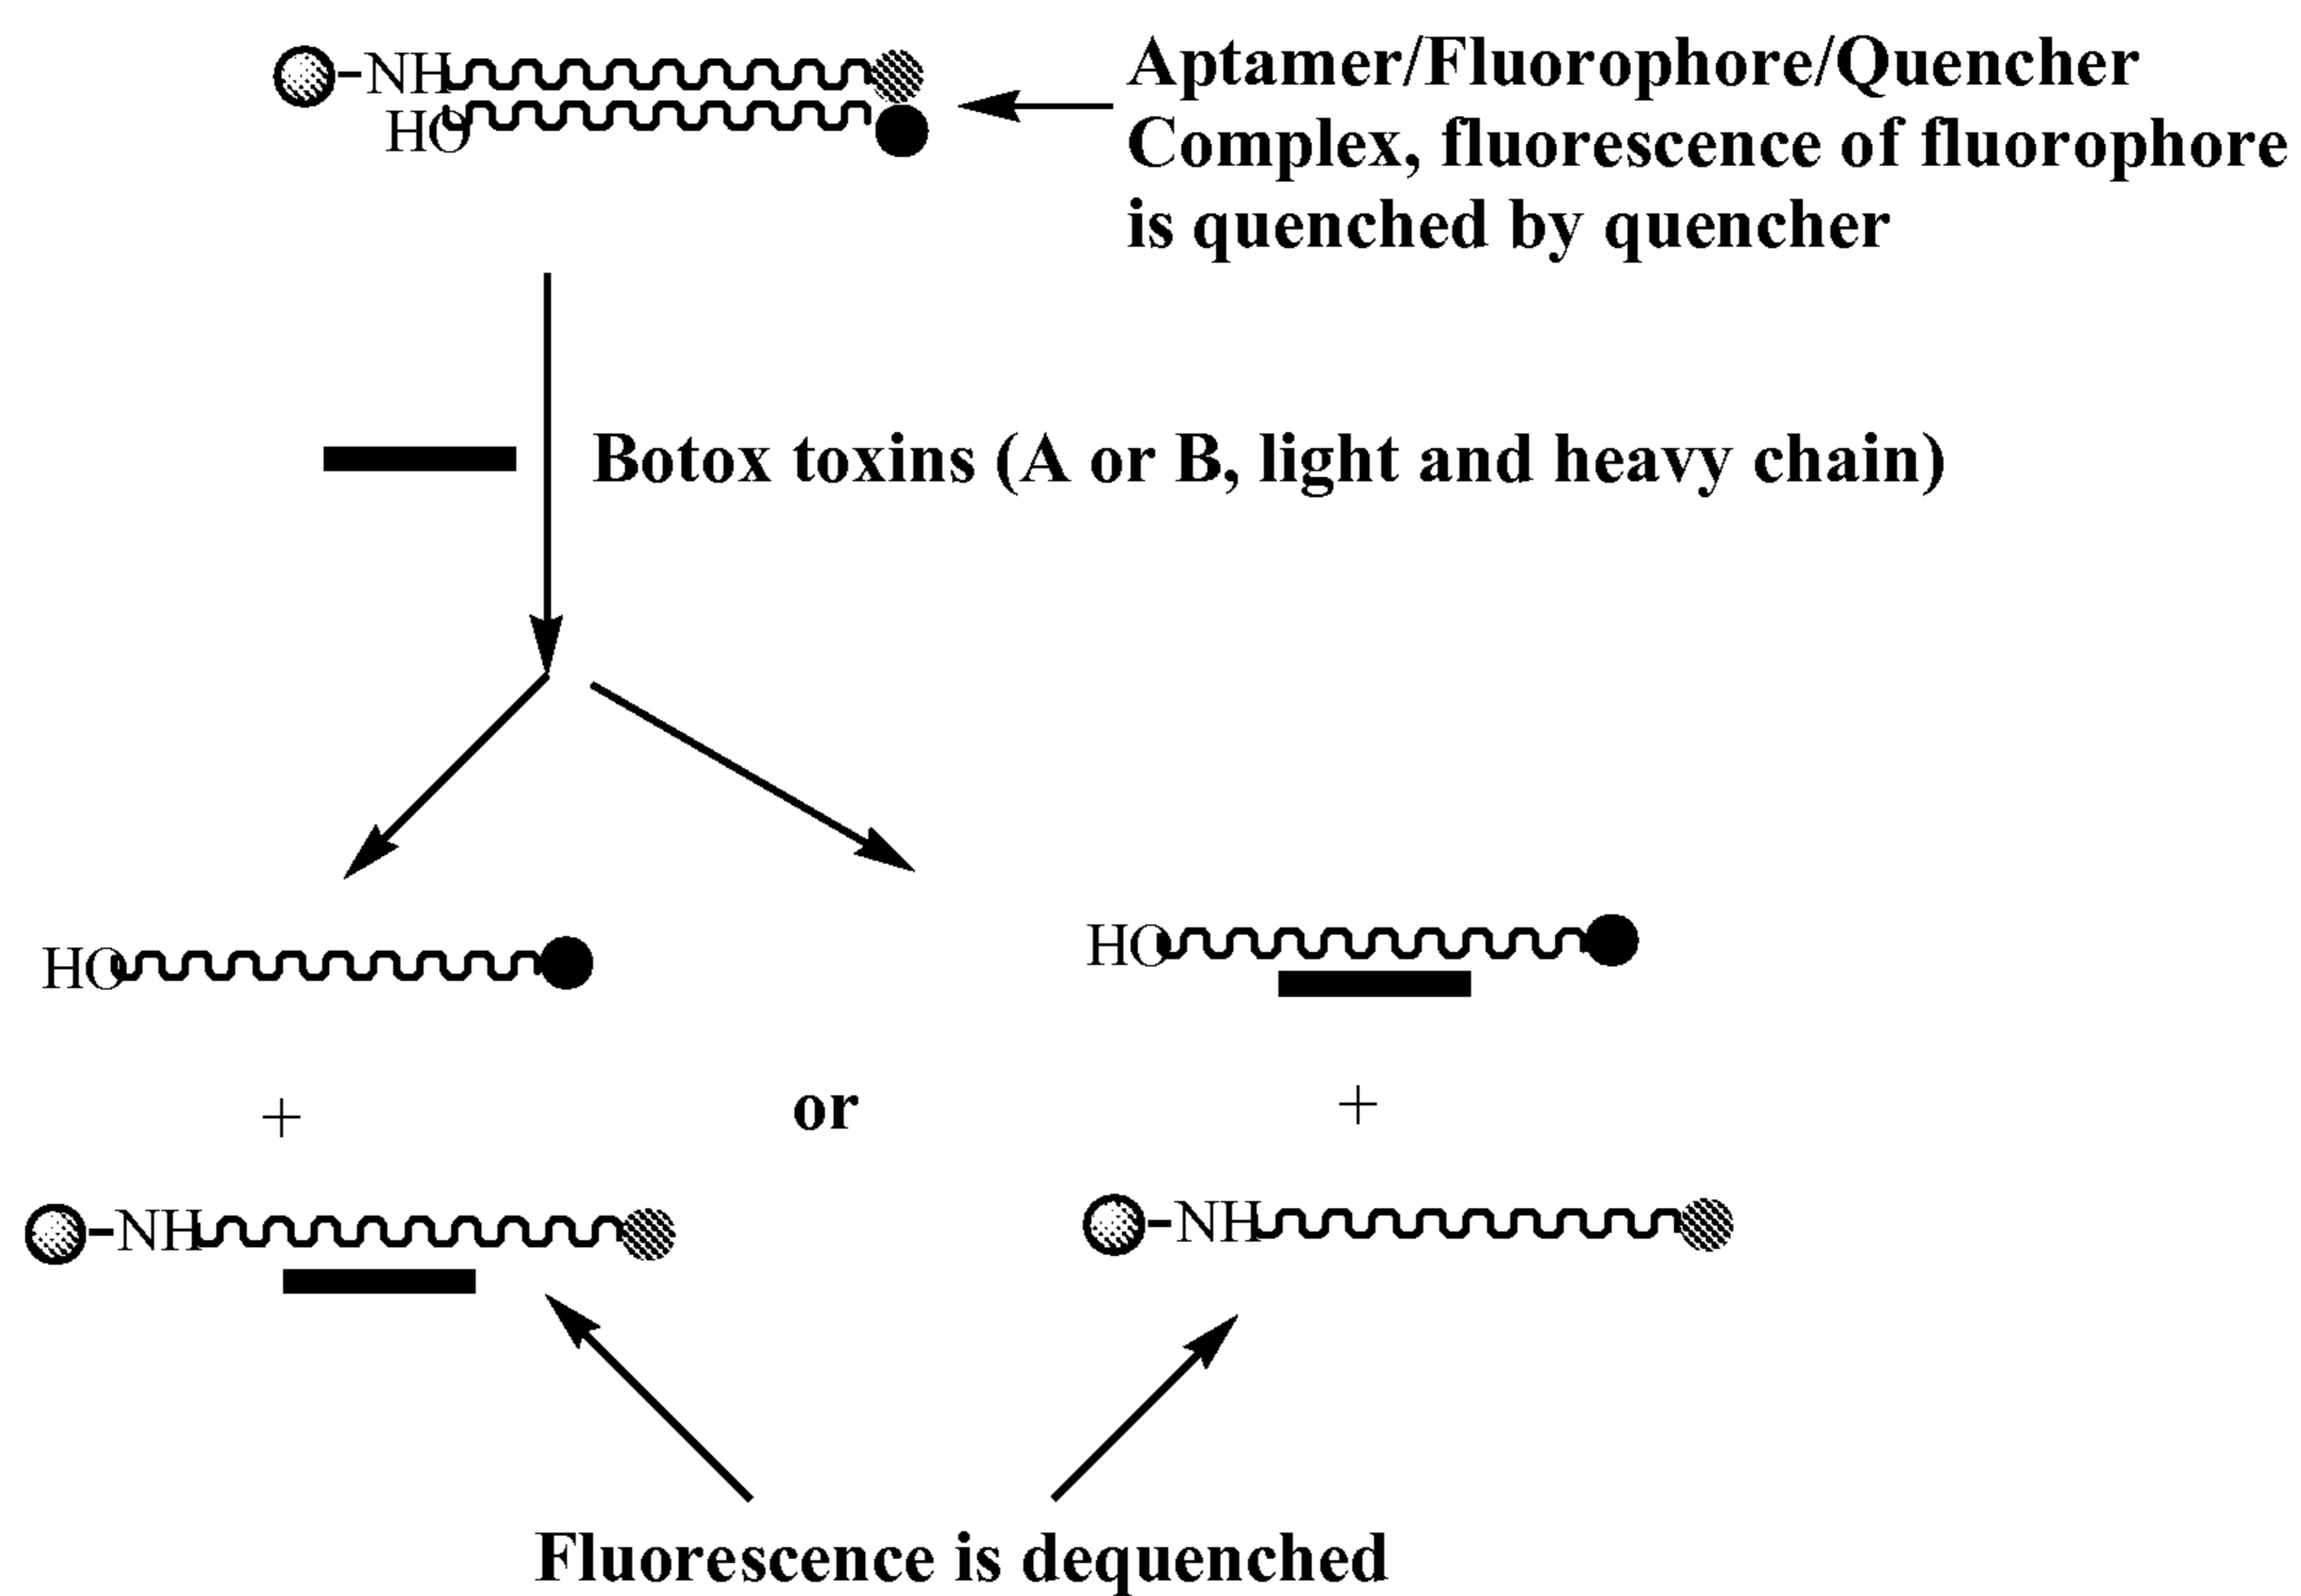 -NH
HO
Aptamer/Fluorophore/Quencher
Complex, fluorescence of fluorophore
is quenched by quencher
Botox toxins (A or B, light and heavy chain)
HO
HO
+
or
+
-NH
-NH
Fluorescence is dequenched